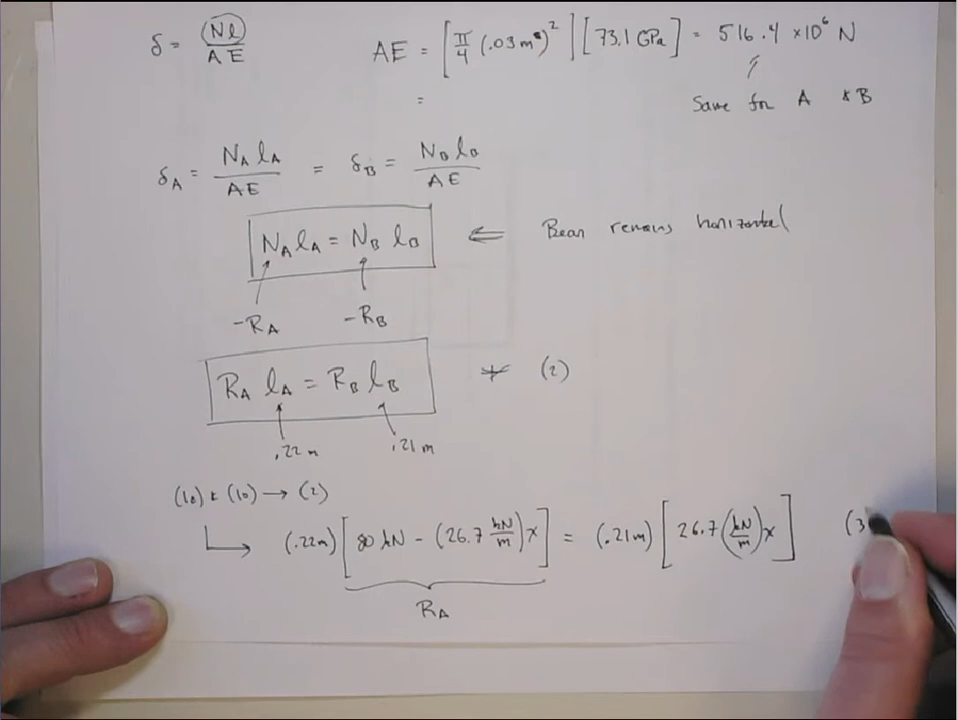 δ = Nl / AE
AE = [π/4 (.03m)²][73.1 GPa] = 516.4 ×10⁶ N
=
Same for A & B
δA = NA lA / AE = δB = NB lB / AE
NA lA = NB lB ⇐ Beam remains horizontal
-RA -RB
RA lA = RB lB * (2)
.22 m .21 m
(1a) & (1b) → (2)
(.22m)[80 kN - (26.7 kN/m)x] = (.21m)[26.7(kN/m)x] (3
RA